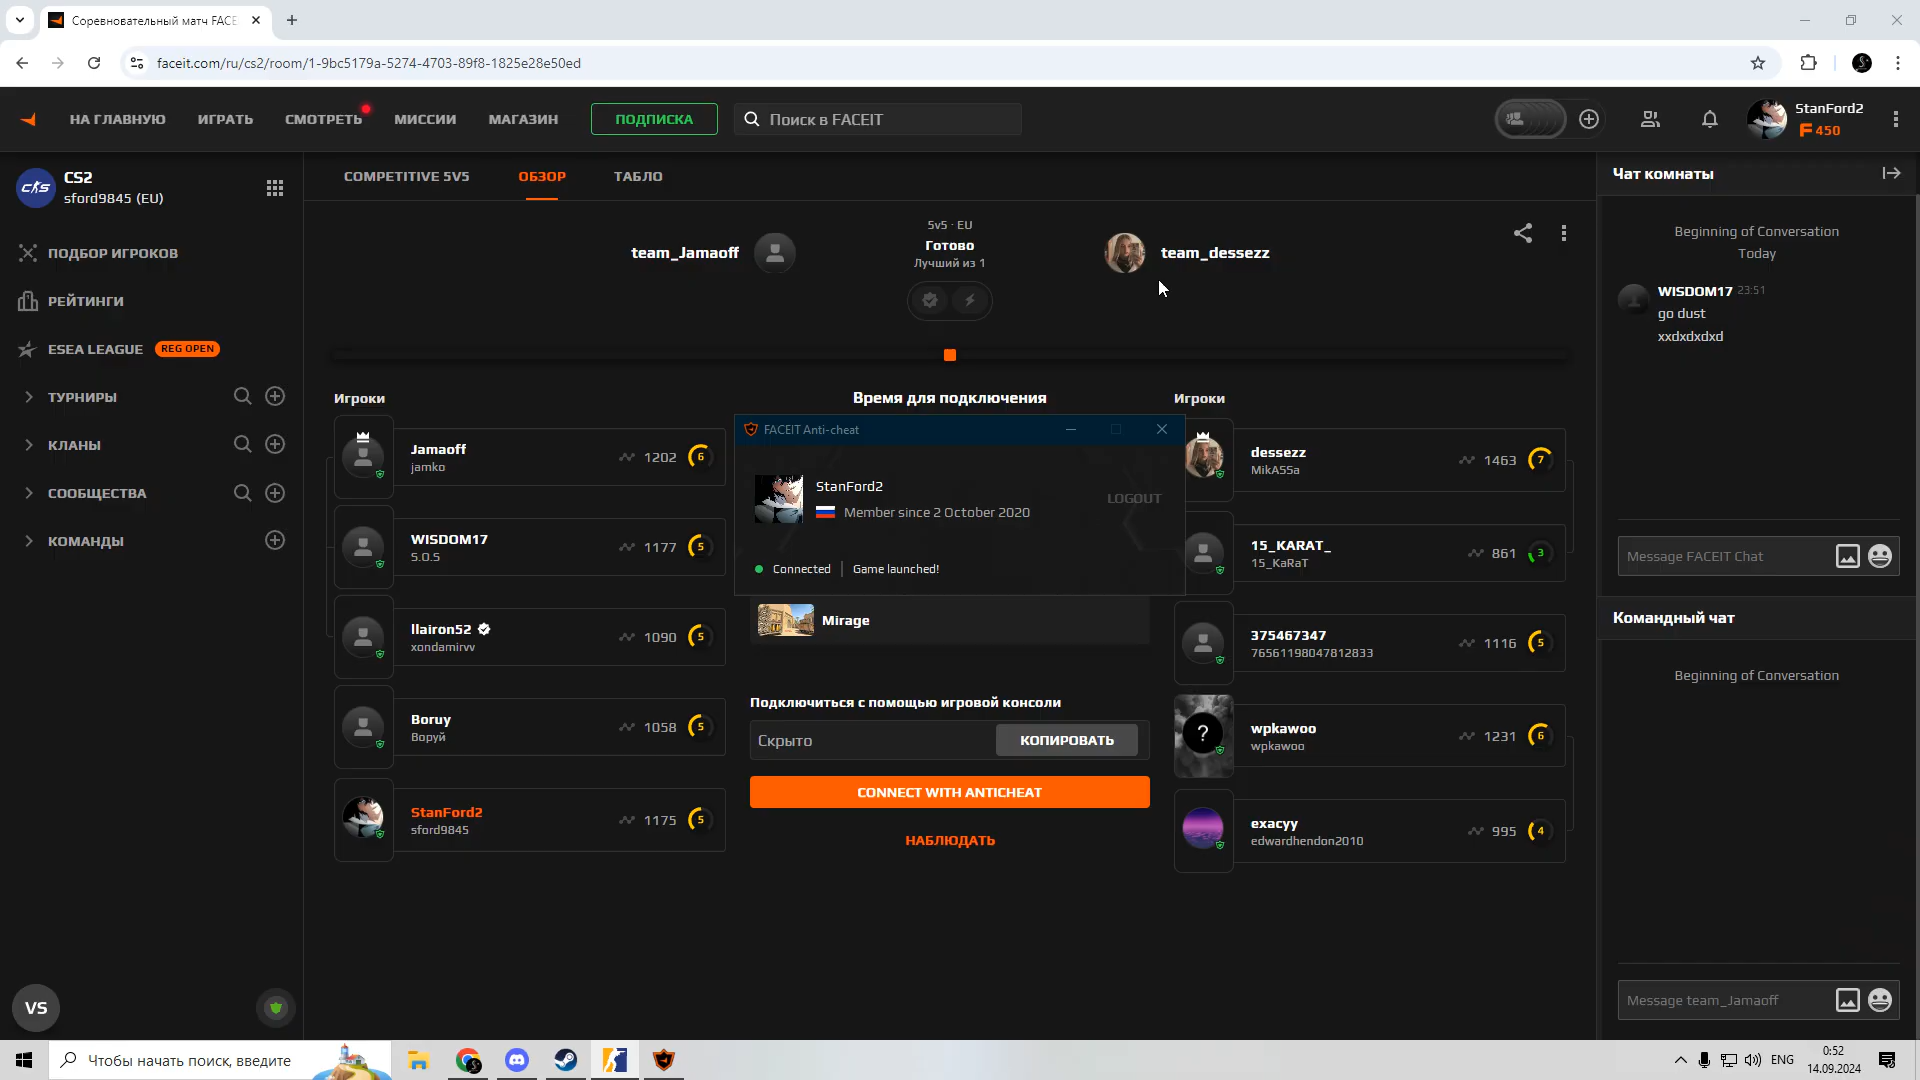 Соревновательный матч FACE
faceit.com/ru/cs2/room/1-9bc5179a-5274-4703-89f8-1825e28e50ed
НА ГЛАВНУЮ
ИГРАТЬ
СМОТРЕТЬ
МИССИИ
МАГАЗИН
ПОДПИСКА
Поиск в FACEIT
StanFord2
450
CS2
sford9845 (EU)
ПОДБОР ИГРОКОВ
РЕЙТИНГИ
ESEA LEAGUE
REG OPEN
ТУРНИРЫ
КЛАНЫ
СООБЩЕСТВА
КОМАНДЫ
VS
COMPETITIVE 5V5
ОБЗОР
ТАБЛО
team_Jamaoff
5v5 · EU
Готово
Лучший из 1
team_dessezz
Игроки
Jamaoff
jamko
1202
6
WISDOM17
5.0.5
1177
5
llairon52
xondamirvv
1090
5
Boruy
Воруй
1058
5
StanFord2
sford9845
1175
5
Время для подключения
FACEIT Anti-cheat
StanFord2
LOGOUT
Member since 2 October 2020
Connected
Game launched!
Mirage
Подключиться с помощью игровой консоли
Скрыто
КОПИРОВАТЬ
CONNECT WITH ANTICHEAT
НАБЛЮДАТЬ
Игроки
dessezz
MikA55a
1463
7
15_KARAT_
15_KaRaT
861
3
375467347
76561198047812833
1116
5
?
wpkawoo
wpkawoo
1231
6
exacyy
edwardhendon2010
995
4
Чат комнаты
Beginning of Conversation
Today
WISDOM17 23:51
go dust
xxdxdxdxd
Message FACEIT Chat
Командный чат
Beginning of Conversation
Message team_Jamaoff
Чтобы начать поиск, введите
ENG
0:52
14.09.2024